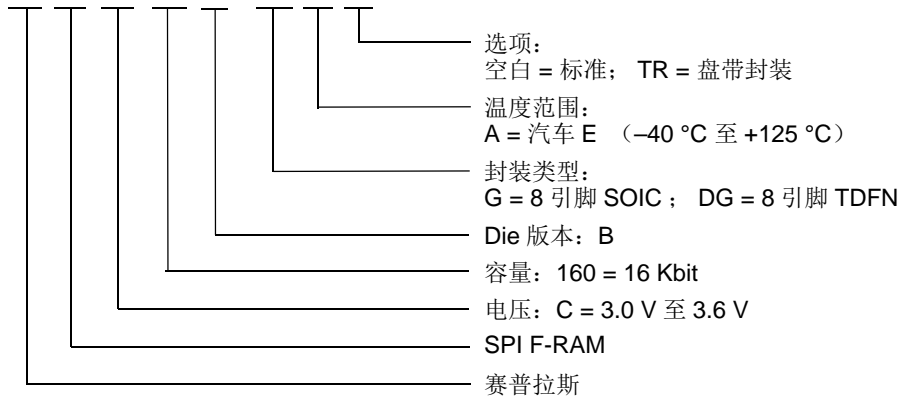 选项：
空白 = 标准； TR = 盘带封装
温度范围：
A = 汽车 E （–40 °C 至 +125 °C）
封装类型：
G = 8 引脚 SOIC ； DG = 8 引脚 TDFN
Die 版本：B
容量：160 = 16 Kbit
电压：C = 3.0 V 至 3.6 V
SPI F-RAM
赛普拉斯